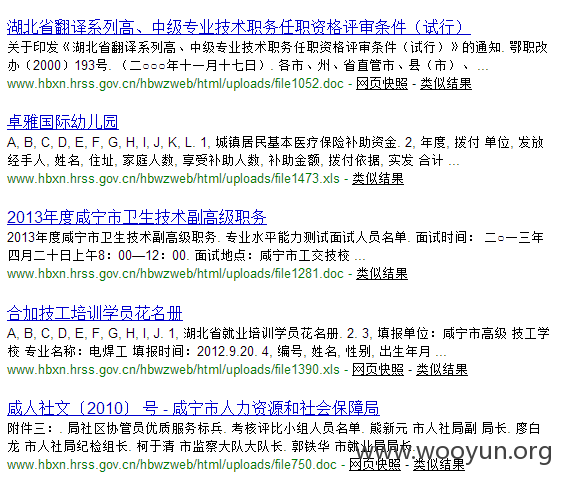 湖北省翻译系列高、中级专业技术职务任职资格评审条件（试行）
关于印发《湖北省翻译系列高、中级专业技术职务任职资格评审条件（试行）》的通知. 鄂职改
办（2000）193号. （二○○○年十一月十七日）. 各市、州、省直管市、县（市）、 ...
www.hbxn.hrss.gov.cn/hbwzweb/html/uploads/file1052.doc - 网页快照 - 类似结果
卓雅国际幼儿园
A, B, C, D, E, F, G, H, I, J, K, L. 1, 城镇居民基本医疗保险补助资金. 2, 年度, 拨付 单位, 发放
经手人, 姓名, 住址, 家庭人数, 享受补助人数, 补助金额, 拨付依据, 实发 合计 ...
www.hbxn.hrss.gov.cn/hbwzweb/html/uploads/file1473.xls - 类似结果
2013年度咸宁市卫生技术副高级职务
2013年度咸宁市卫生技术副高级职务. 专业水平能力测试面试人员名单. 面试时间： 二○一三年
四月二十日上午8：00—12：00. 面试地点：咸宁市工交技校 ...
www.hbxn.hrss.gov.cn/hbwzweb/html/uploads/file1281.doc - 类似结果
合加技工培训学员花名册
A, B, C, D, E, F, G, H, I, J. 1, 湖北省就业培训学员花名册. 2. 3, 填报单位：咸宁市高级 技工学
校 专业名称：电焊工 填报时间：2012.9.20. 4, 编号, 姓名, 性别, 出生年月 ...
www.hbxn.hrss.gov.cn/hbwzweb/html/uploads/file1390.xls - 网页快照 - 类似结果
咸人社文〔2010〕 号 - 咸宁市人力资源和社会保障局
附件三：. 局社区协管员优质服务标兵. 考核评比小组人员名单. 熊新元 市人社局副 局长. 廖白
龙 市人社局纪检组长. 柯于清 市监察大队大队长. 郭铁华 市就业局局长
www.hbxn.hrss.gov.cn/hbwzweb/html/uploads/file750.doc - 网页快照 - 类似结果
www.wooyun.org